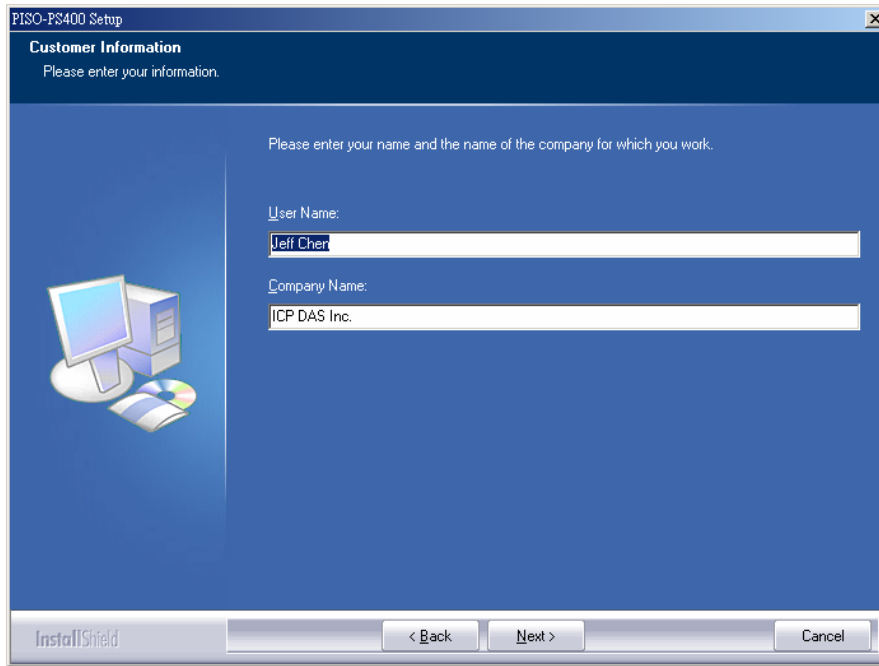 PISO-PS400 Setup
Customer Information
Please enter your information.
Please enter your name and the name of the company for which you work.
User Name:
Jeff Chen
Company Name:
ICP DAS Inc.
InstallShield
< Back
Next >
Cancel